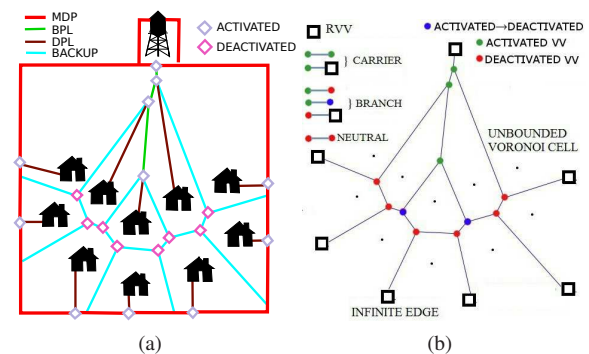 MDP
BPL
DPL
BACKUP
ACTIVATED
DEACTIVATED
(a)
RVV
CARRIER
BRANCH
NEUTRAL
ACTIVATED→DEACTIVATED
ACTIVATED VV
DEACTIVATED VV
UNBOUNDED
VORONOI CELL
INFINITE EDGE
(b)